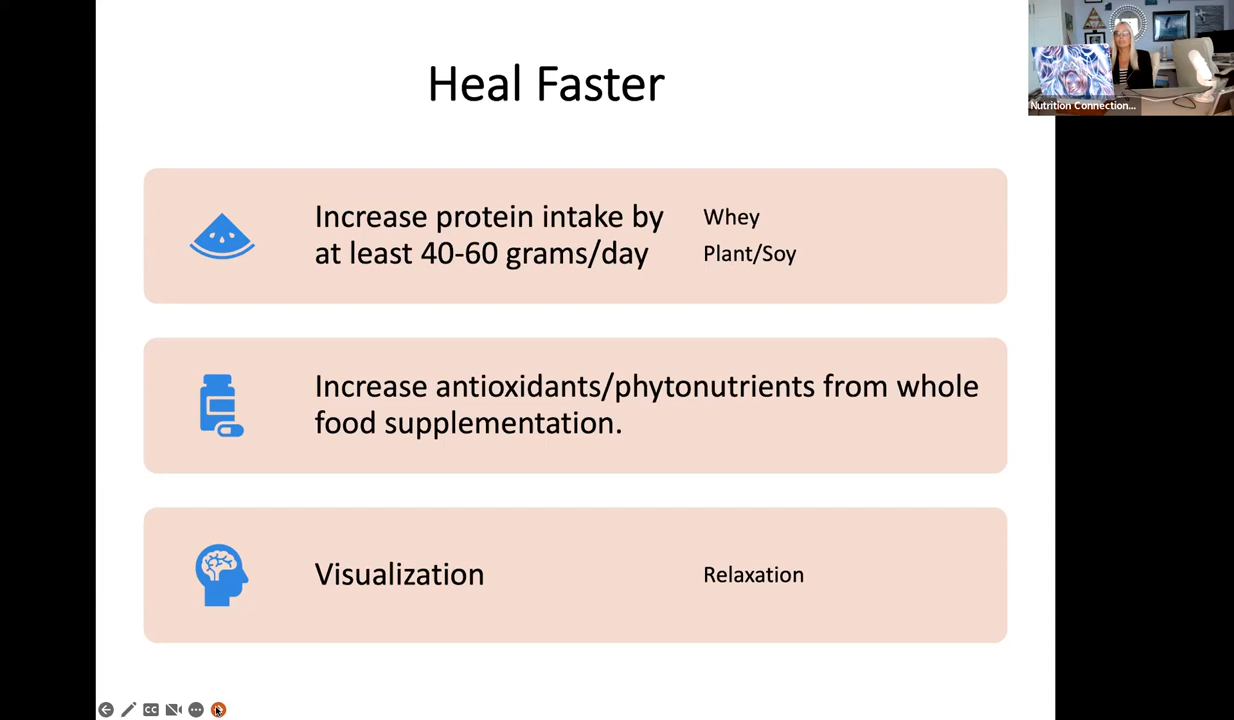 Heal Faster
Nutrition Connection...
Increase protein intake by
at least 40-60 grams/day
Whey
Plant/Soy
Increase antioxidants/phytonutrients from whole
food supplementation.
Visualization
Relaxation
CC